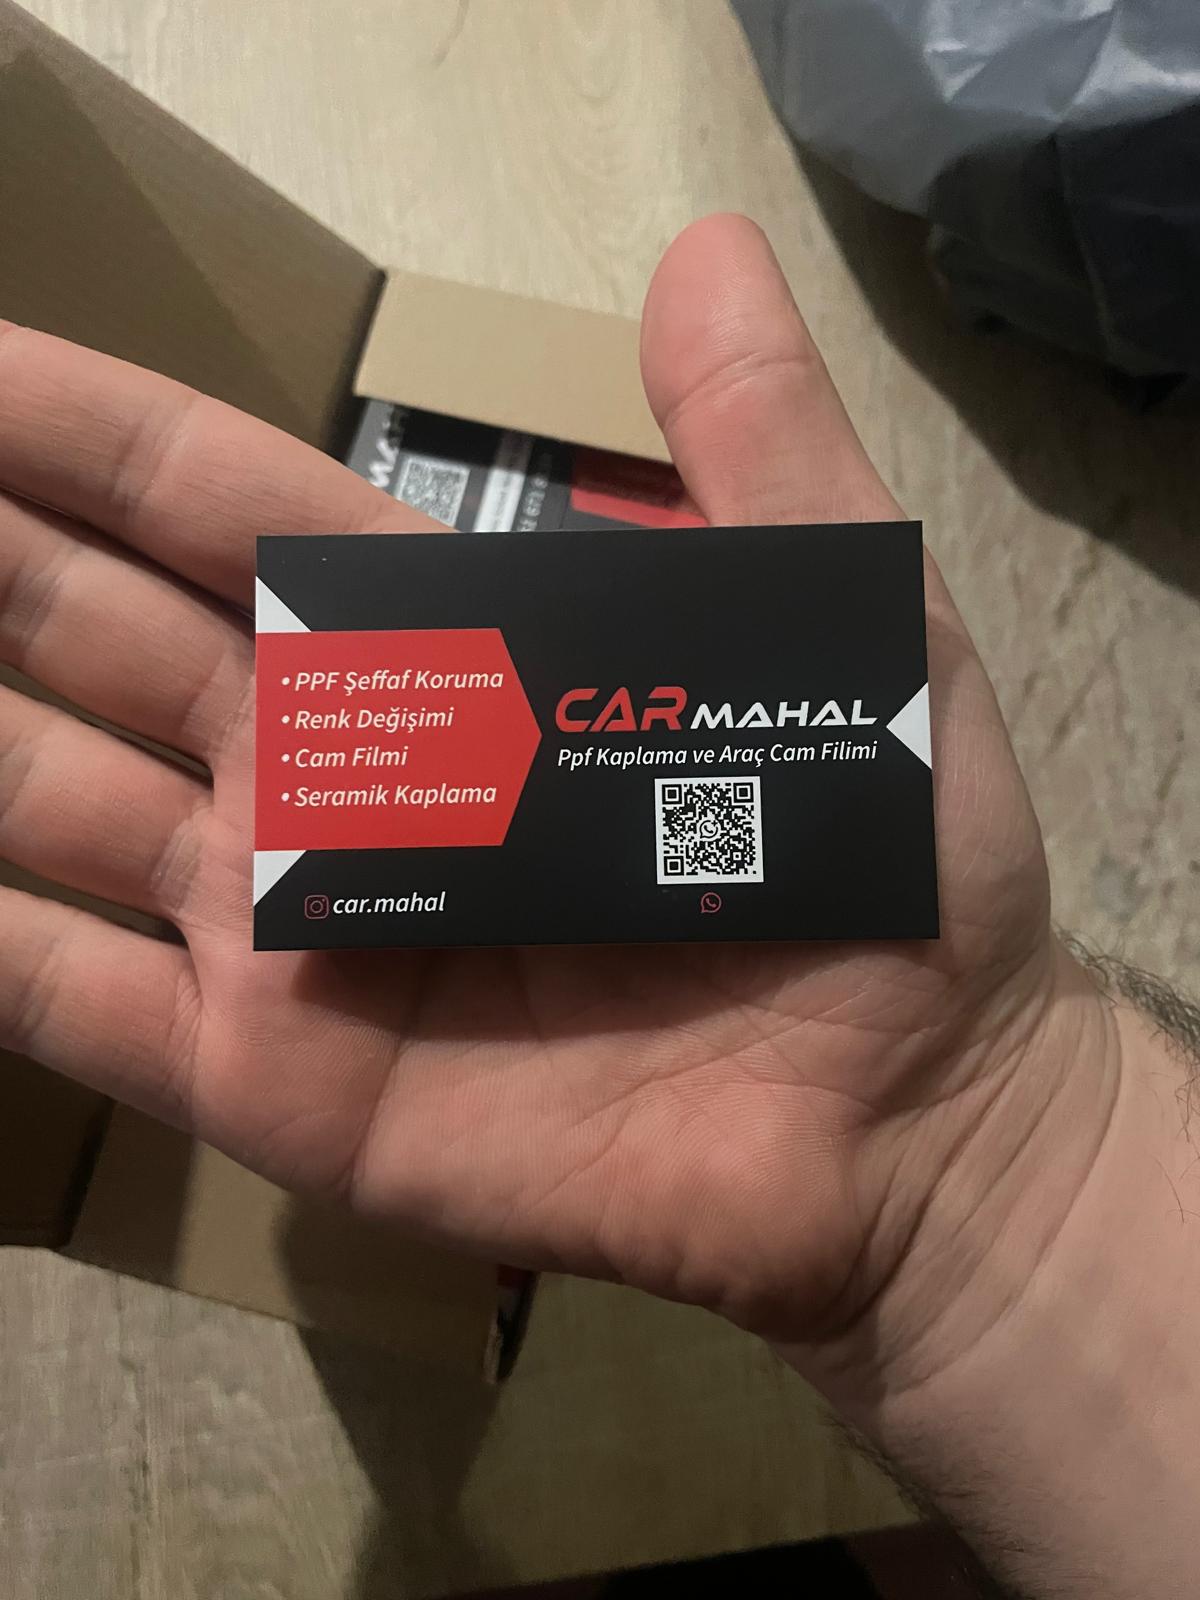 • PPF Şeffaf Koruma
• Renk Değişimi
• Cam Filmi
• Seramik Kaplama
car.mahal
CAR MAHAL
Ppf Kaplama ve Araç Cam Filimi